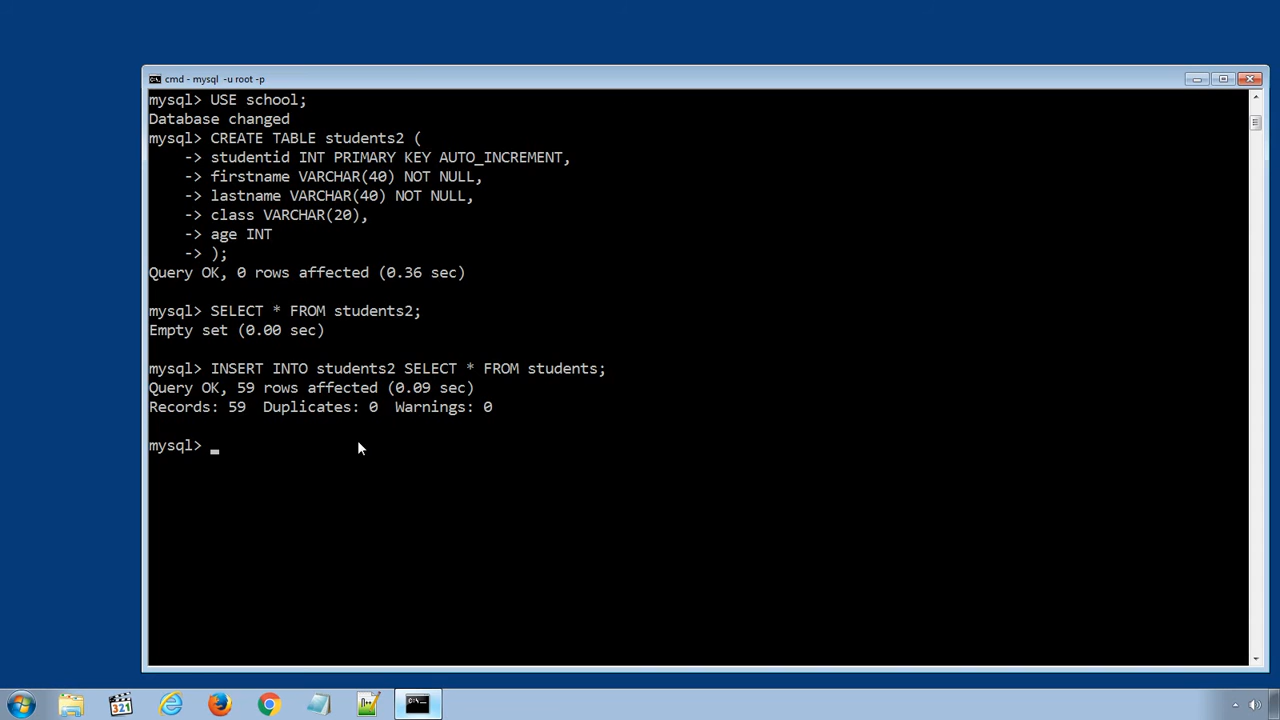 cmd - mysql  -u root -p
mysql> USE school;
Database changed
mysql> CREATE TABLE students2 (
    -> studentid INT PRIMARY KEY AUTO_INCREMENT,
    -> firstname VARCHAR(40) NOT NULL,
    -> lastname VARCHAR(40) NOT NULL,
    -> class VARCHAR(20),
    -> age INT
    -> );
Query OK, 0 rows affected (0.36 sec)
mysql> SELECT * FROM students2;
Empty set (0.00 sec)
mysql> INSERT INTO students2 SELECT * FROM students;
Query OK, 59 rows affected (0.09 sec)
Records: 59  Duplicates: 0  Warnings: 0
mysql> _
321
C:\.